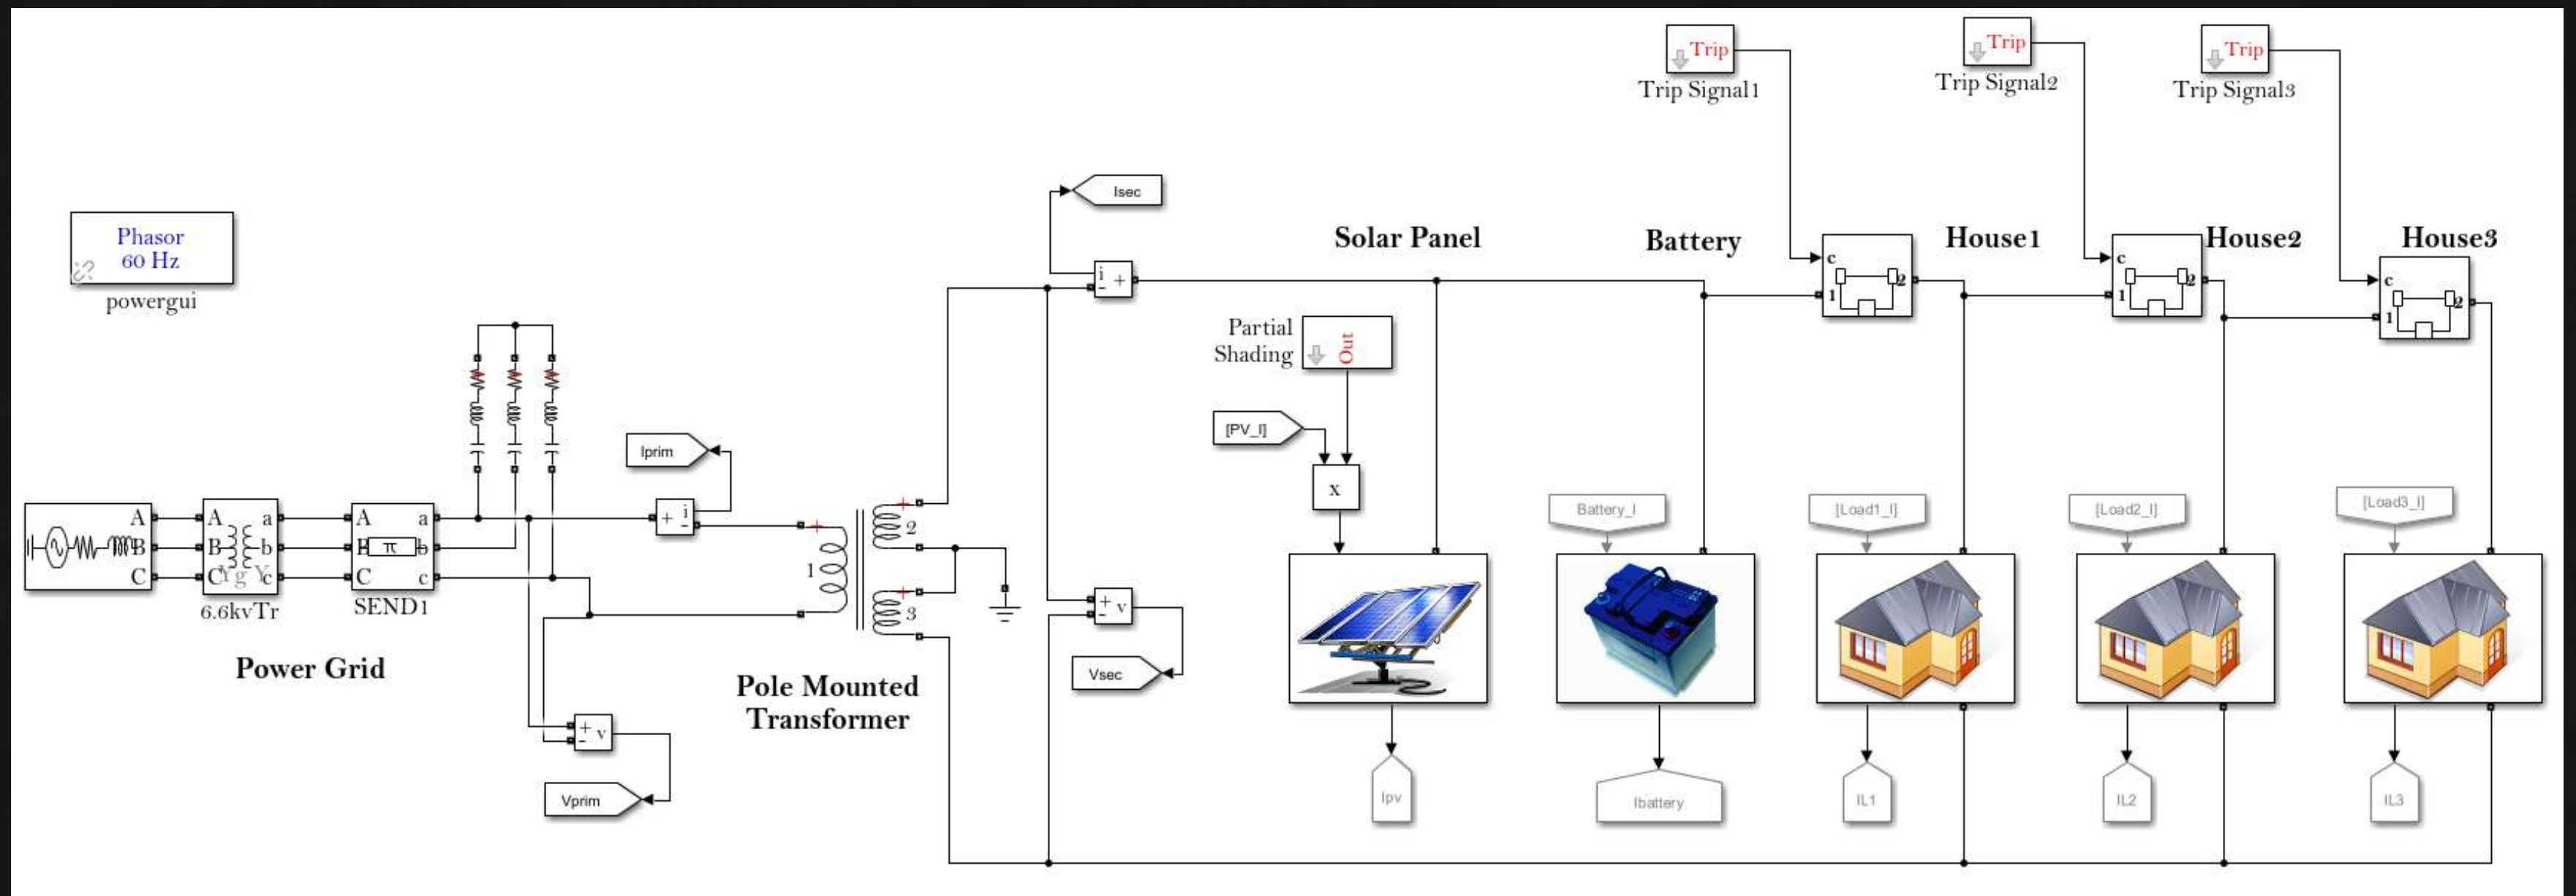 Trip
Trip Signal1
Trip
Trip Signal2
Trip
Trip Signal3
Isec
Phasor
60 Hz
powergui
i
-
+
Solar Panel
Battery
c
1
2
House1
c
1
2
House2
c
1
2
House3
Partial
Shading
Out
[PV_I]
x
Iprim
+
i
-
A
B
C
A
B
C
a
b
c
Yg
Y
6.6kvTr
A
B
C
π
a
b
c
SEND1
Power Grid
+
-
v
Vprim
+
1
+
2
+
3
Pole Mounted
Transformer
+
-
v
Vsec
Battery_I
[Load1_I]
[Load2_I]
[Load3_I]
Ipv
Ibattery
IL1
IL2
IL3